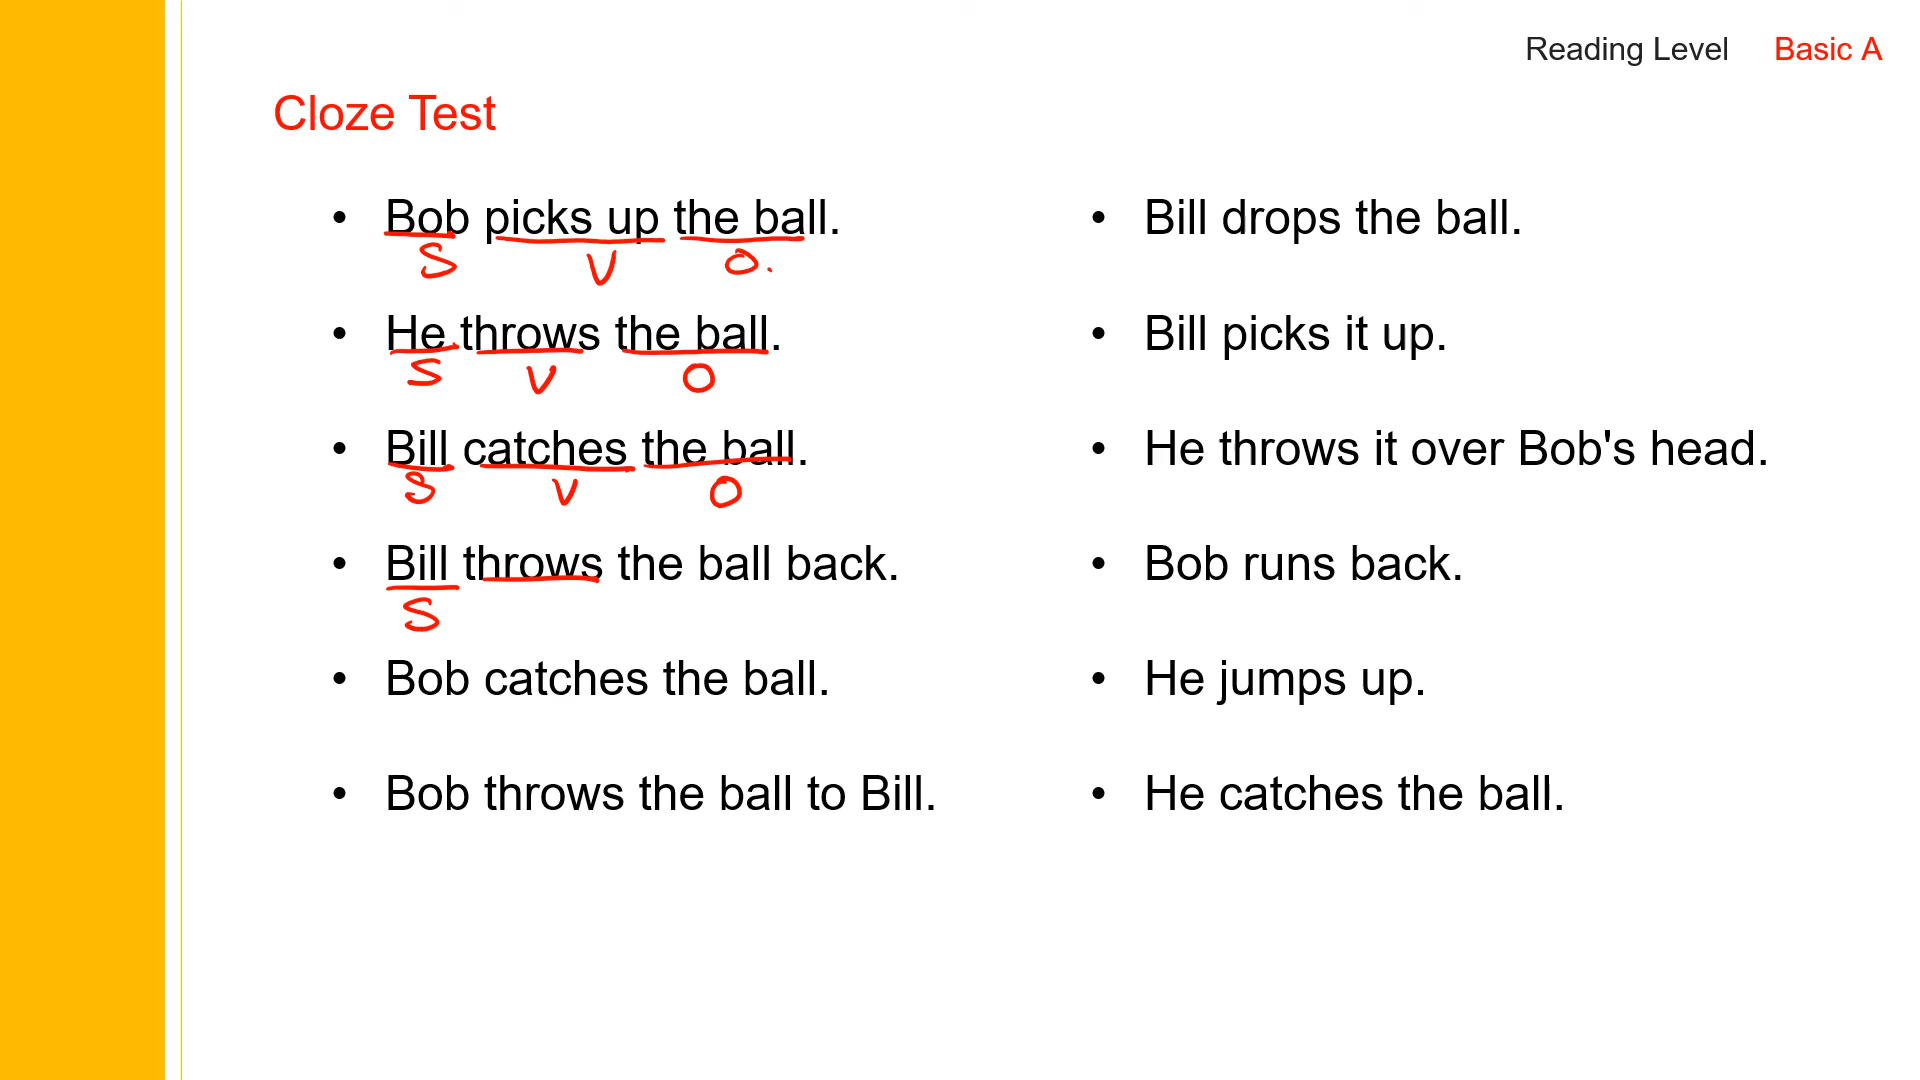 Reading Level Basic A
Cloze Test
• Bob picks up the ball.
S V O.
• He throws the ball.
S V O
• Bill catches the ball.
S V O
• Bill throws the ball back.
S
• Bob catches the ball.
• Bob throws the ball to Bill.
• Bill drops the ball.
• Bill picks it up.
• He throws it over Bob's head.
• Bob runs back.
• He jumps up.
• He catches the ball.